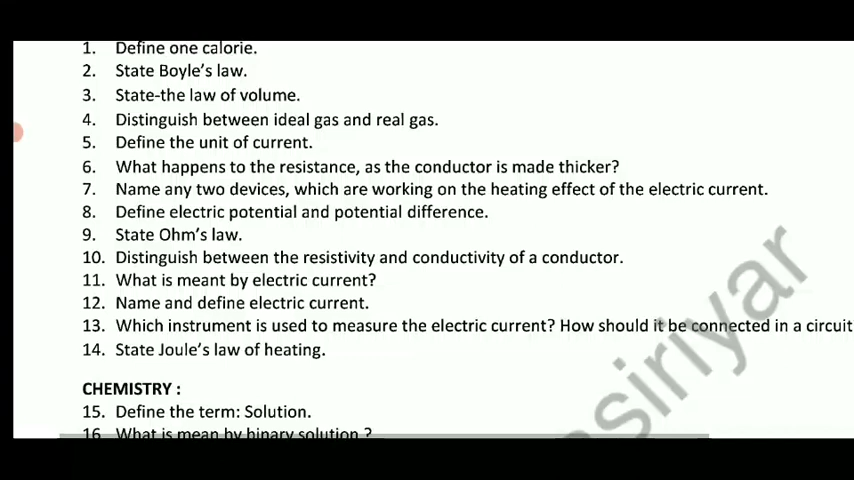 1. Define one calorie.
2. State Boyle's law.
3. State-the law of volume.
4. Distinguish between ideal gas and real gas.
5. Define the unit of current.
6. What happens to the resistance, as the conductor is made thicker?
7. Name any two devices, which are working on the heating effect of the electric current.
8. Define electric potential and potential difference.
9. State Ohm's law.
10. Distinguish between the resistivity and conductivity of a conductor.
11. What is meant by electric current?
12. Name and define electric current.
13. Which instrument is used to measure the electric current? How should it be connected in a circuit
14. State Joule's law of heating.
CHEMISTRY :
15. Define the term: Solution.
16 What is mean by binary solution ?
asiriyar